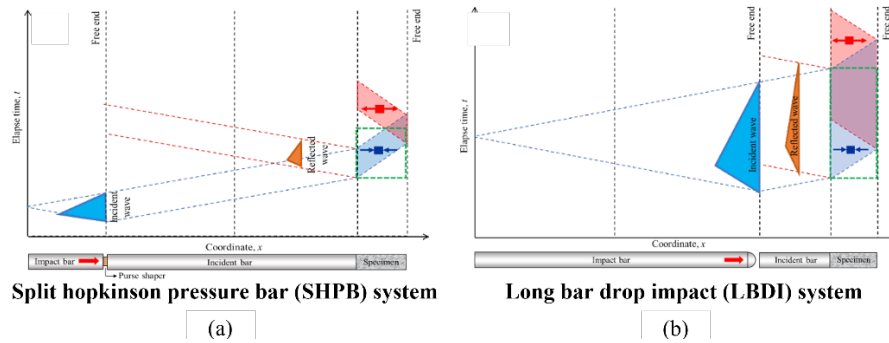 Free end
Free end
Elapse time, t
Incident
wave
Reflected
wave
Coordinate, x
Impact bar
Incident bar
Specimen
Purse shaper
Split hopkinson pressure bar (SHPB) system
(a)
Free end
Free end
Elapse time, t
Incident wave
Reflected wave
Coordinate, x
Impact bar
Incident bar
Specimen
Long bar drop impact (LBDI) system
(b)